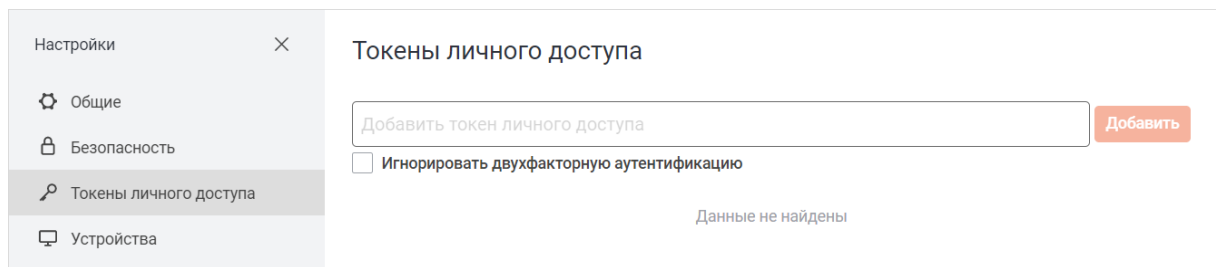 Настройки
Общие
Безопасность
Токены личного доступа
Устройства
Токены личного доступа
Добавить токен личного доступа
Добавить
Игнорировать двухфакторную аутентификацию
Данные не найдены